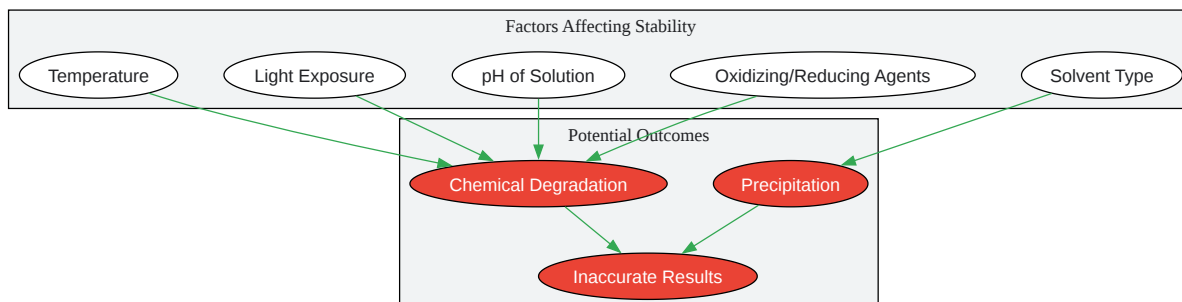 Factors Affecting Stability
Temperature
Light Exposure
pH of Solution
Oxidizing/Reducing Agents
Solvent Type
Potential Outcomes
Chemical Degradation
Precipitation
Inaccurate Results